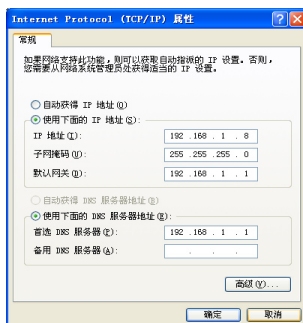 Internet Protocol (TCP/IP) 属性
常规
如果网络支持此功能，则可以获取自动指派的 IP 设置。否则，
您需要从网络系统管理员处获得适当的 IP 设置。
自动获得 IP 地址(O)
使用下面的 IP 地址(S):
IP 地址(I): 192 .168 . 1 . 8
子网掩码(U): 255 .255 .255 . 0
默认网关(D): 192 .168 . 1 . 1
自动获得 DNS 服务器地址(B)
使用下面的 DNS 服务器地址(E):
首选 DNS 服务器(P): 192 .168 . 1 . 1
备用 DNS 服务器(A): . . .
高级(V)...
确定 取消